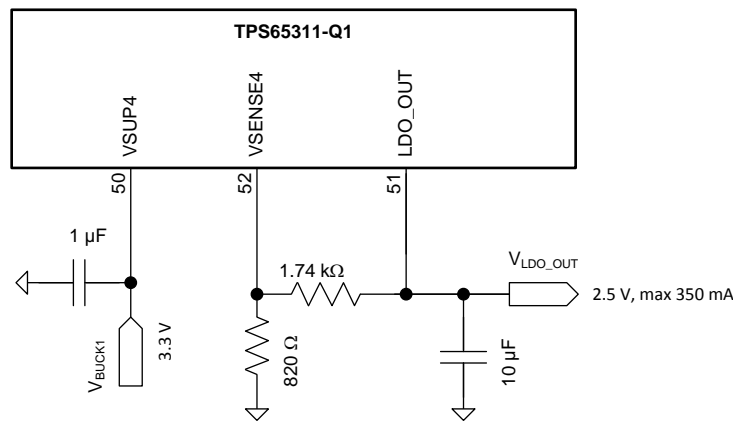 TPS65311-Q1
VSUP4
VSENSE4
LDO_OUT
50
52
51
1 µF
1.74 kΩ
V_LDO_OUT
2.5 V, max 350 mA
V_BUCK1
3.3 V
820 Ω
10 µF